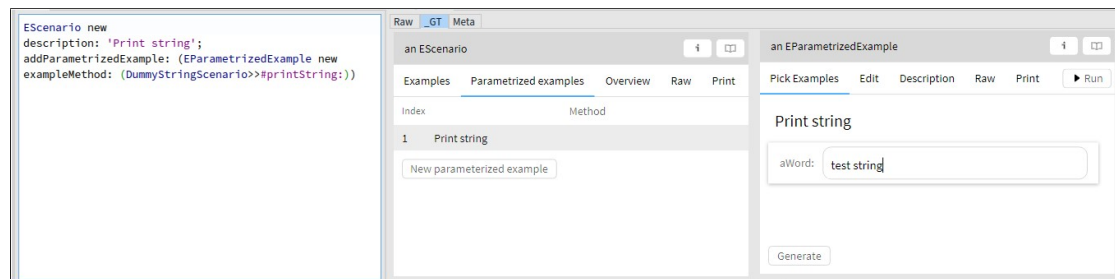 EScenario new
description: 'Print string';
addParametrizedExample: (EParametrizedExample new
exampleMethod: (DummyStringScenario>>#printString:))
Raw _GT Meta
an EScenario
i
Examples Parametrized examples Overview Raw Print
Index Method
1 Print string
New parameterized example
an EParametrizedExample
i
Pick Examples Edit Description Raw Print Run
Print string
aWord: test string
Generate